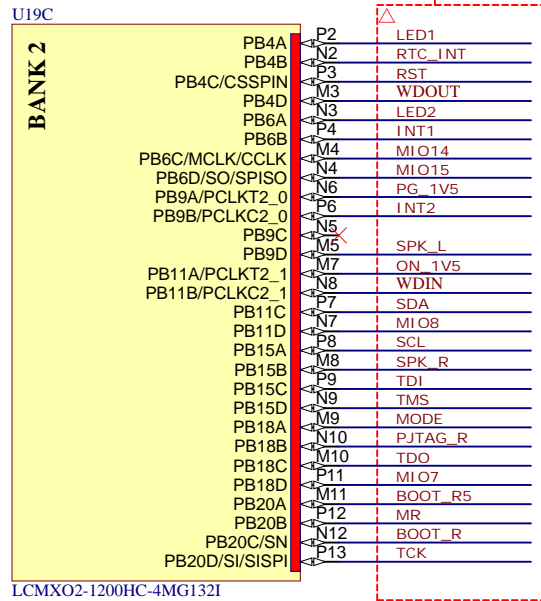 U19C
BANK 2
PB4A P2 LED1
PB4B N2 RTC_INT
PB4C/CSSPIN P3 RST
PB4D M3 WDOUT
PB6A N3 LED2
PB6B P4 INT1
PB6C/MCLK/CCLK M4 MIO14
PB6D/SO/SPISO N4 MIO15
PB9A/PCLKT2_0 N6 PG_1V5
PB9B/PCLKC2_0 P6 INT2
PB9C N5
PB9D M5 SPK_L
PB11A/PCLKT2_1 M7 ON_1V5
PB11B/PCLKC2_1 N8 WDIN
PB11C P7 SDA
PB11D N7 MIO8
PB15A P8 SCL
PB15B M8 SPK_R
PB15C P9 TDI
PB15D N9 TMS
PB18A M9 MODE
PB18B N10 PJTAG_R
PB18C M10 TDO
PB18D P11 MIO7
PB20A M11 BOOT_R5
PB20B P12 MR
PB20C/SN N12 BOOT_R
PB20D/SI/SISPI P13 TCK
LCMXO2-1200HC-4MG132I